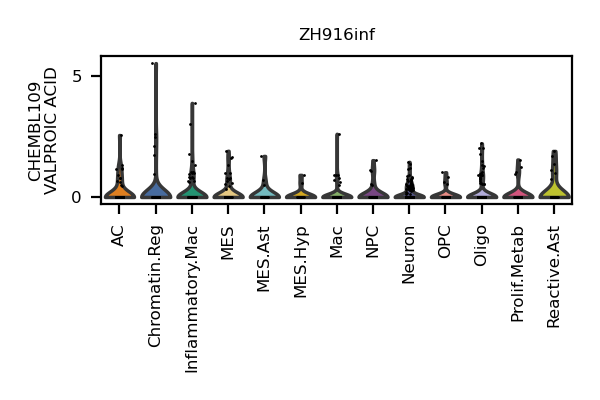 ZH916inf
CHEMBL109
VALPROIC ACID
5
0
AC
Chromatin.Reg
Inflammatory.Mac
MES
MES.Ast
MES.Hyp
Mac
NPC
Neuron
OPC
Oligo
Prolif.Metab
Reactive.Ast